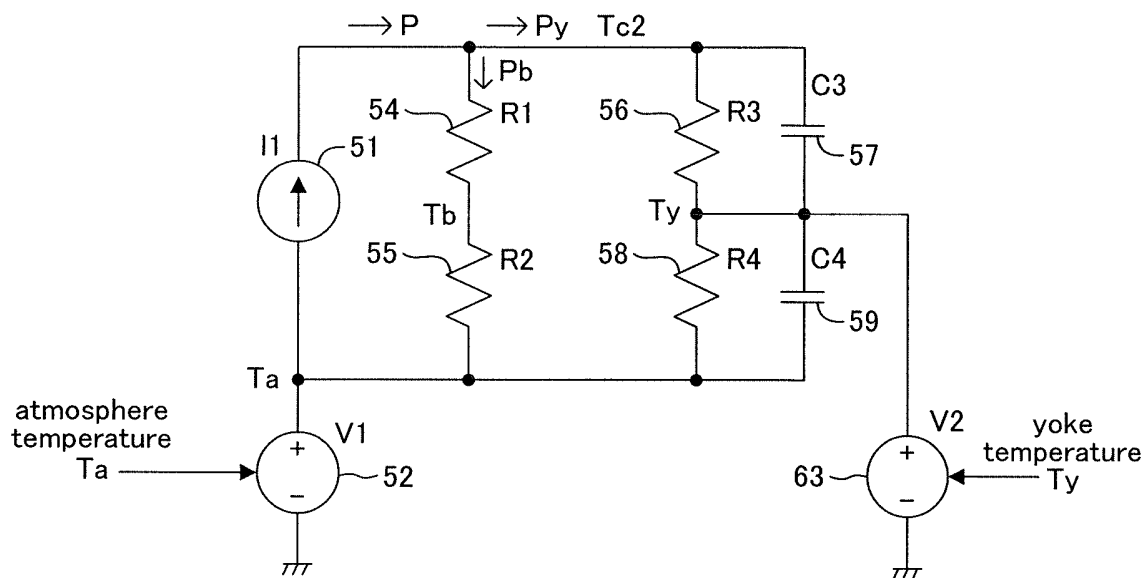 P
Py
Tc2
Pb
C3
54
R1
56
R3
57
I1
51
Tb
Ty
55
R2
58
R4
C4
59
Ta
atmosphere
temperature
Ta
V1
+
−
52
V2
+
−
63
yoke
temperature
Ty